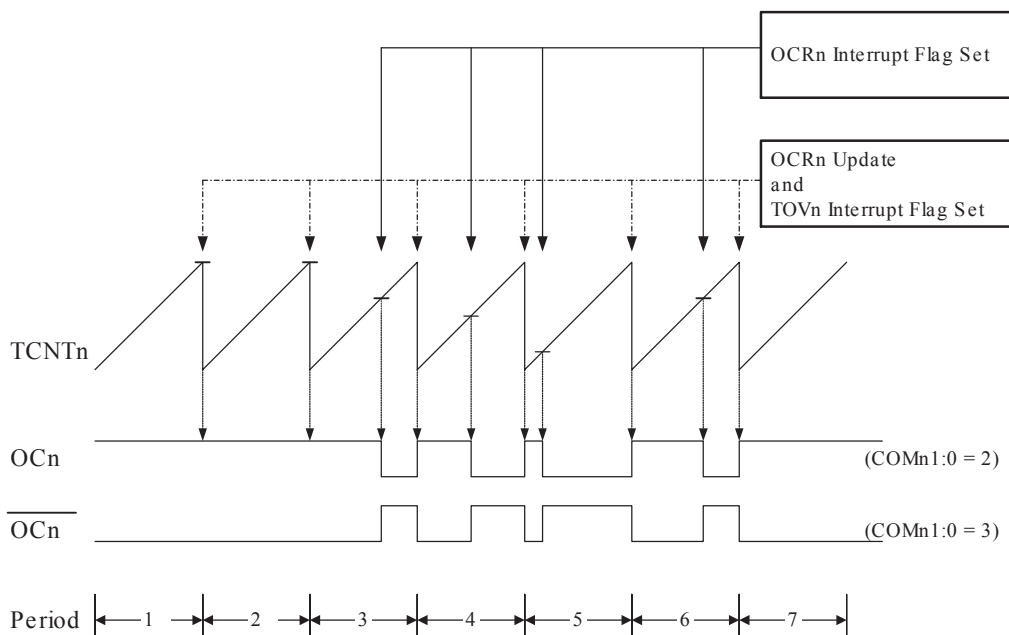 OCRn Interrupt Flag Set
OCRn Update
and
TOVn Interrupt Flag Set
TCNTn
OCn
(COMn1:0 = 2)
OCn
(COMn1:0 = 3)
Period 1 2 3 4 5 6 7